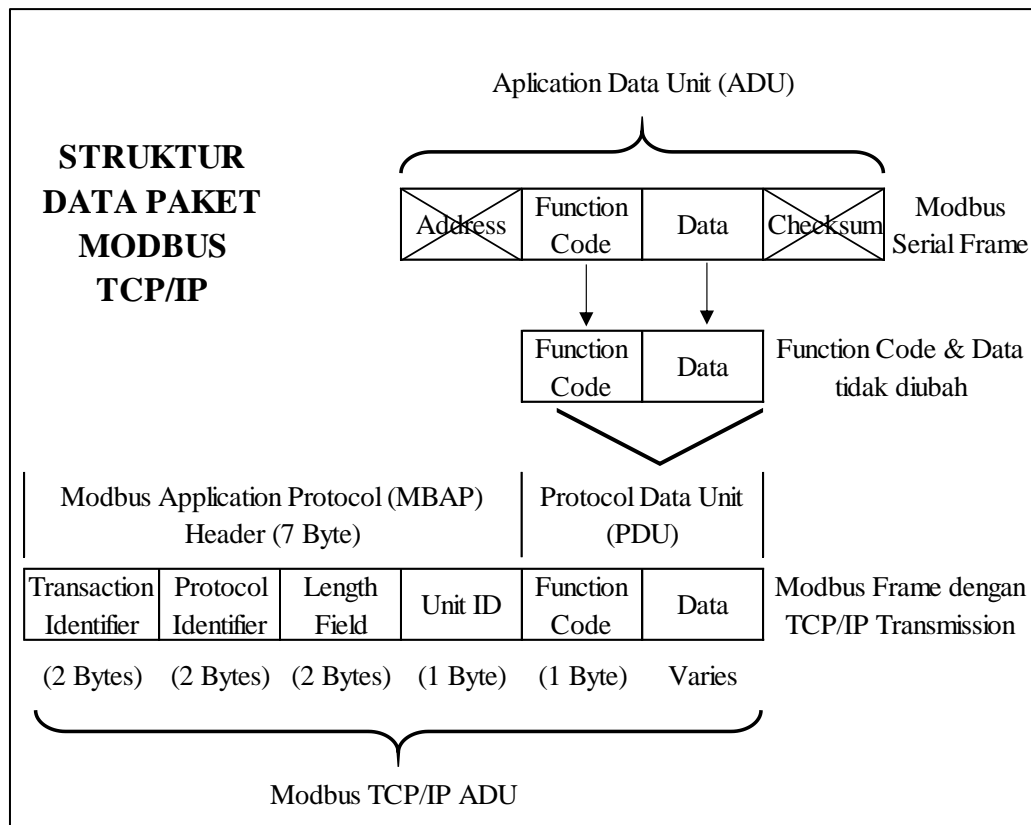 Aplication Data Unit (ADU)
STRUKTUR
DATA PAKET
MODBUS
TCP/IP
Address
Function
Code
Data
Checksum
Modbus
Serial Frame
Function
Code
Data
Function Code & Data
tidak diubah
Modbus Application Protocol (MBAP)
Header (7 Byte)
Protocol Data Unit
(PDU)
Transaction
Identifier
Protocol
Identifier
Length
Field
Unit ID
Function
Code
Data
Modbus Frame dengan
TCP/IP Transmission
(2 Bytes)
(2 Bytes)
(2 Bytes)
(1 Byte)
(1 Byte)
Varies
Modbus TCP/IP ADU